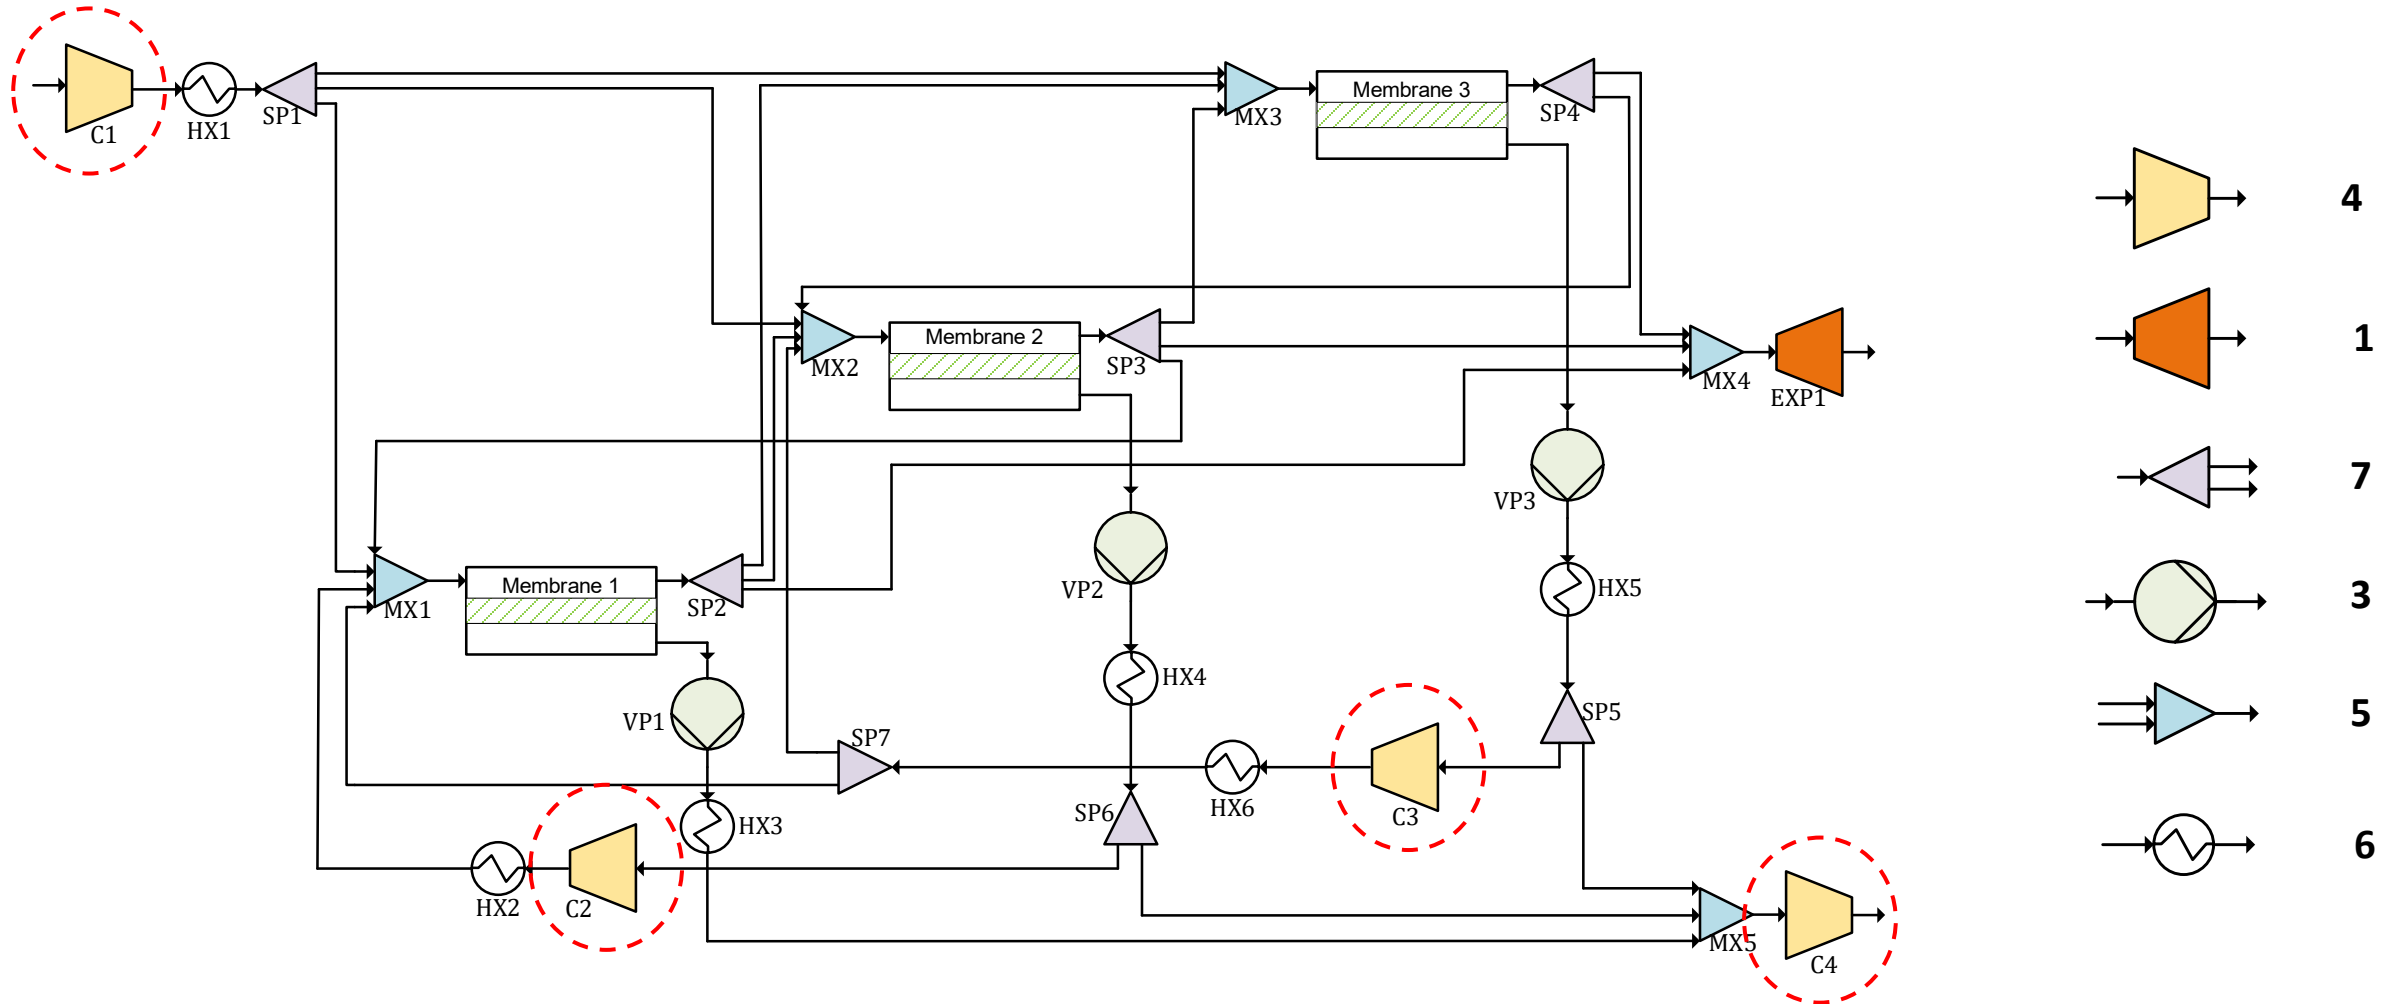 C1
HX1
SP1
MX3
Membrane 3
SP4
4
1
MX2
Membrane 2
SP3
MX4
EXP1
7
VP3
3
MX1
Membrane 1
SP2
VP2
HX5
HX4
5
VP1
SP7
SP5
HX3
HX6
C3
SP6
6
HX2
C2
MX5
C4